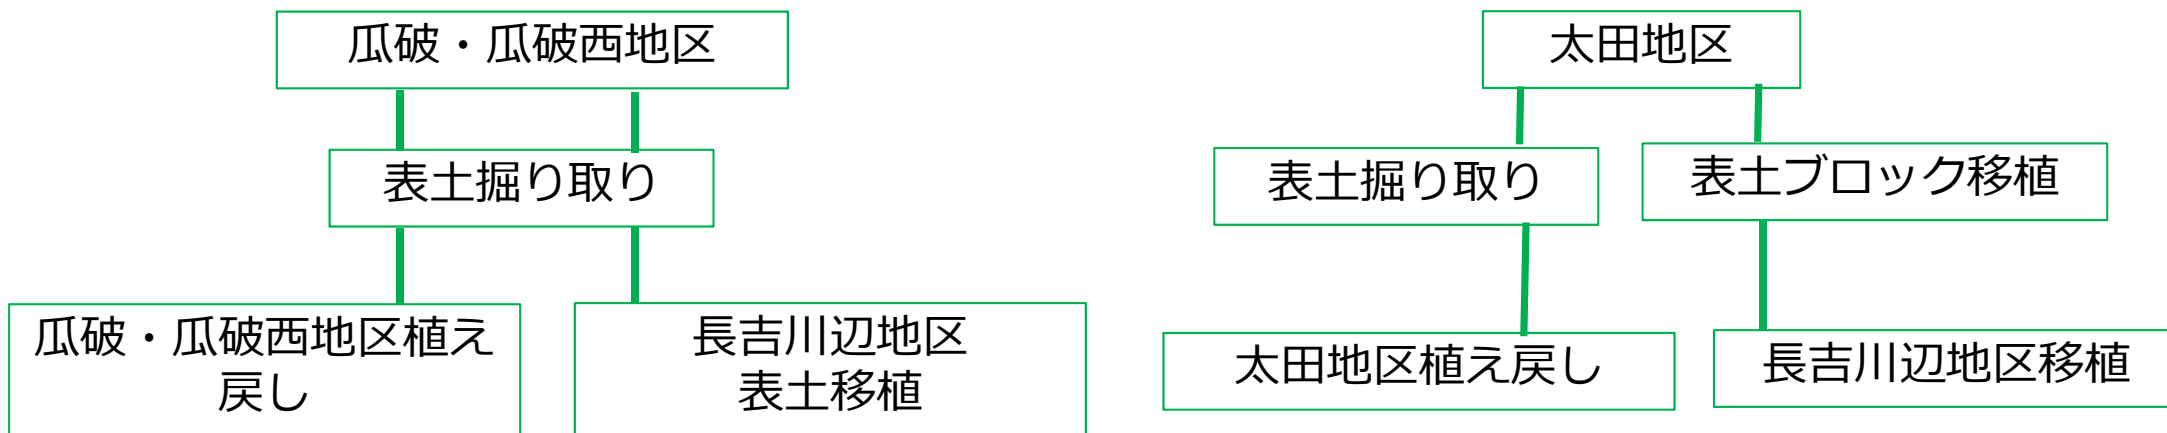 瓜破・瓜破西地区
表土掘り取り
瓜破・瓜破西地区植え
戻し
長吉川辺地区
表土移植
太田地区
表土掘り取り
表土ブロック移植
太田地区植え戻し
長吉川辺地区移植